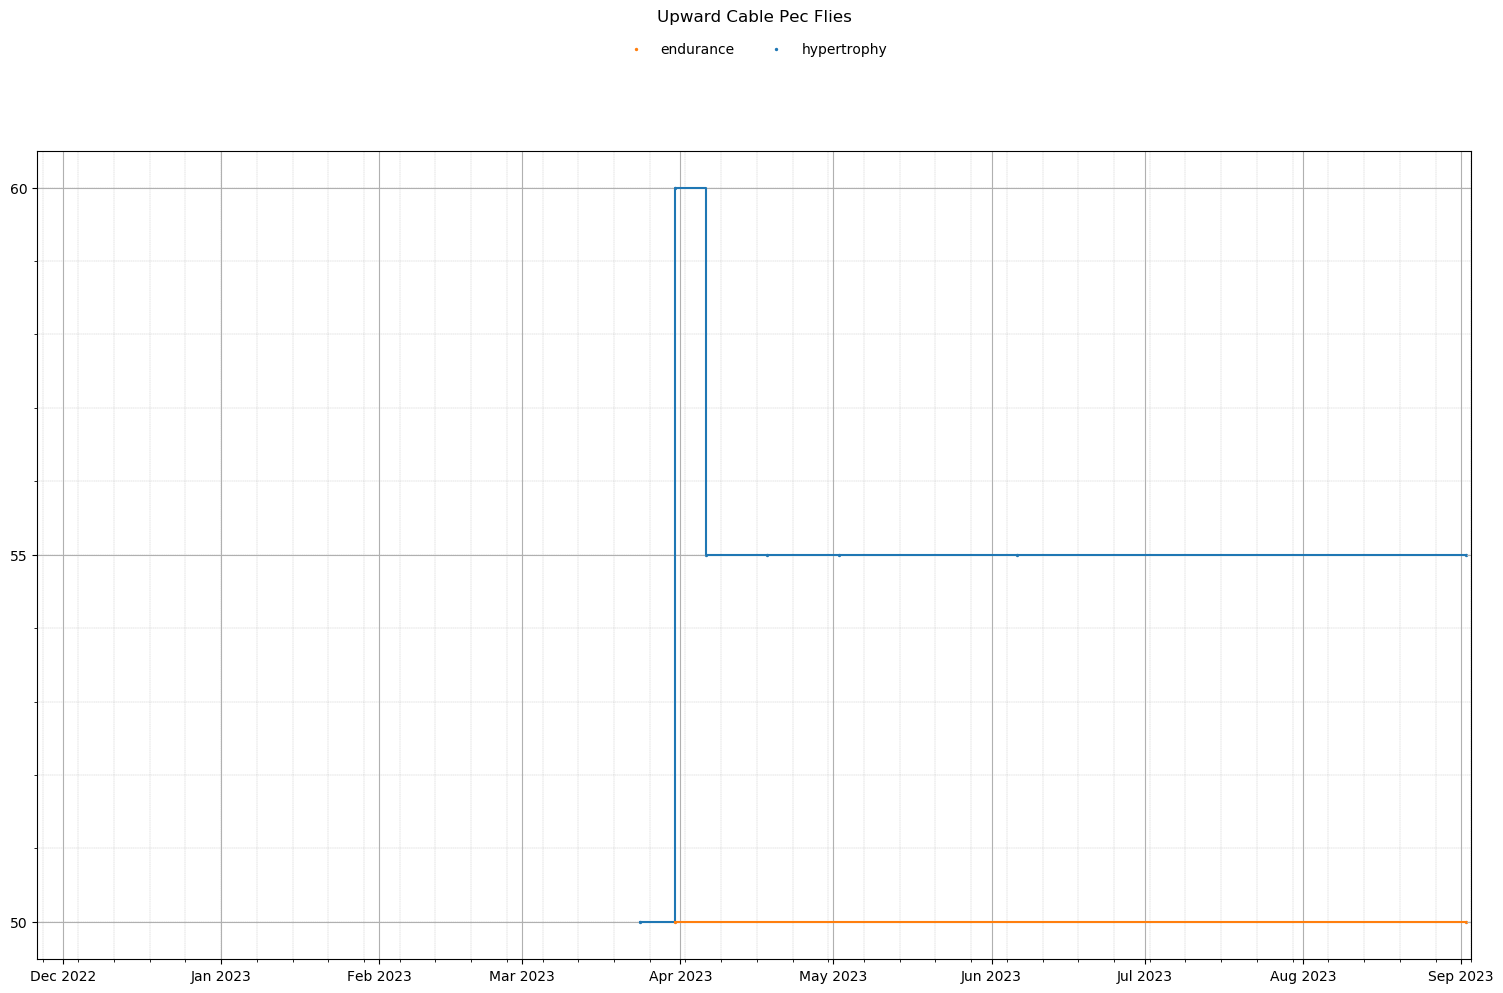 Upward Cable Pec Flies
endurance hypertrophy
60
55
50
Dec 2022 Jan 2023 Feb 2023 Mar 2023 Apr 2023 May 2023 Jun 2023 Jul 2023 Aug 2023 Sep 2023